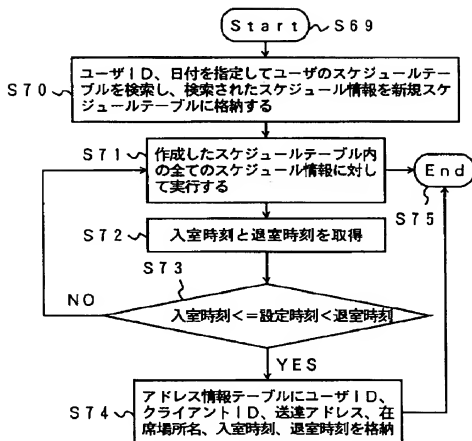 Start
S69
S70
ユーザID、日付を指定してユーザのスケジュールテー
ブルを検索し、検索されたスケジュール情報を新規スケ
ジュールテーブルに格納する
S71
作成したスケジュールテーブル内
の全てのスケジュール情報に対し
て実行する
End
S75
S72
入室時刻と退室時刻を取得
S73
NO
入室時刻<=設定時刻<退室時刻
YES
S74
アドレス情報テーブルにユーザID、
クライアントID、送達アドレス、在
席場所名、入室時刻、退室時刻を格納